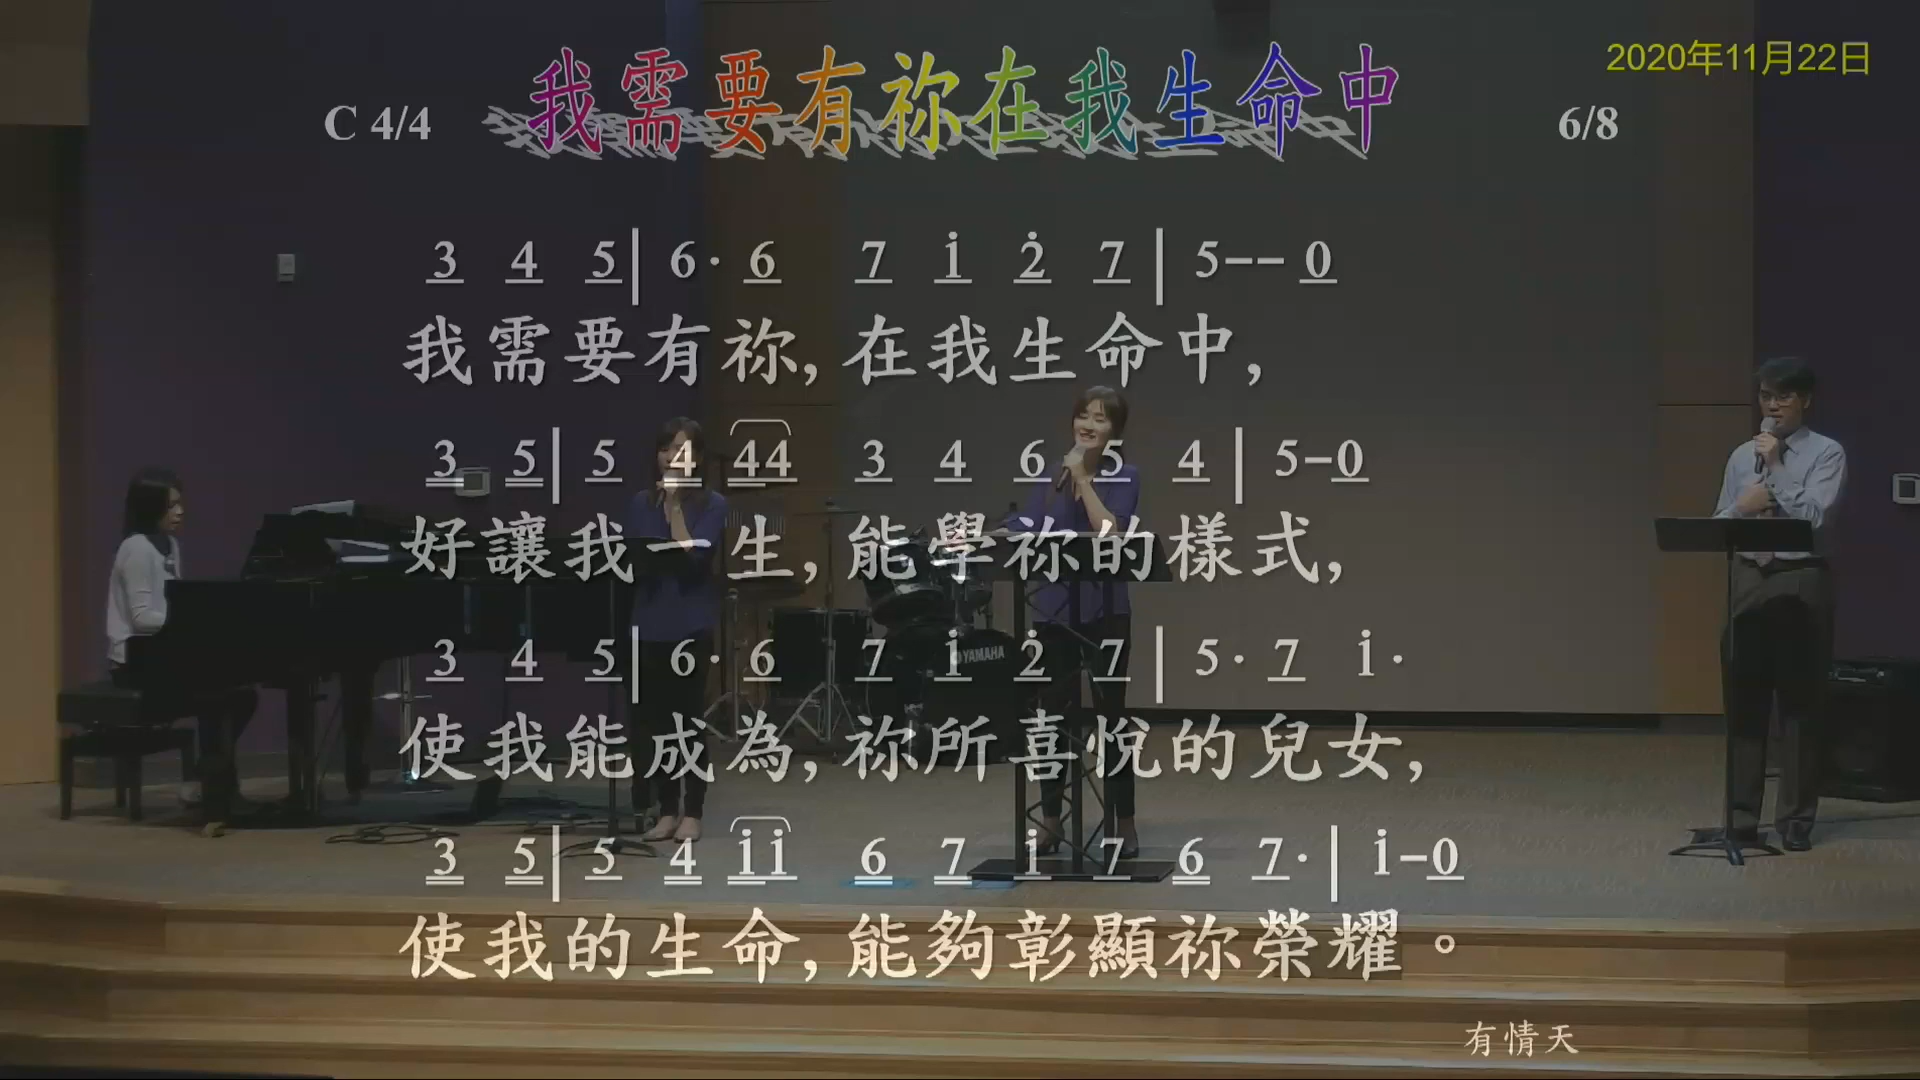 2020年11月22日
我需要有祢在我生命中
C 4/4
6/8
3 4 5 | 6· 6 7 i 2̇ 7 | 5-- 0
我需要有祢,在我生命中,
3 5 | 5 4 44 3 4 6 5 4 | 5-0
好讓我一生,能學祢的樣式,
3 4 5 | 6· 6 7 i 2̇ 7 | 5· 7 i·
使我能成為,祢所喜悅的兒女,
3 5 | 5 4 ii 6 7 i 7 6 7· | i-0
使我的生命,能夠彰顯祢榮耀。
YAMAHA
有情天